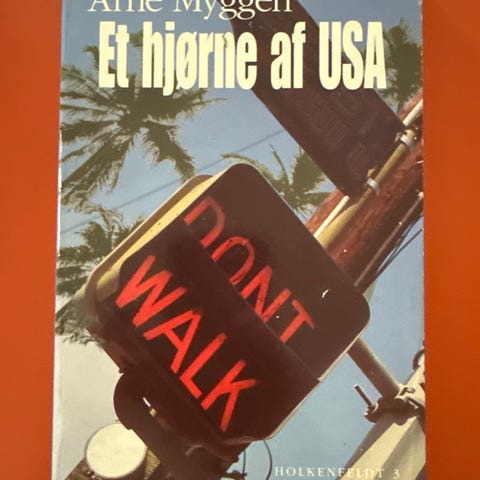 Arne Myggen
Et hjørne af USA
DONT
WALK
HOLKENFELDT 3